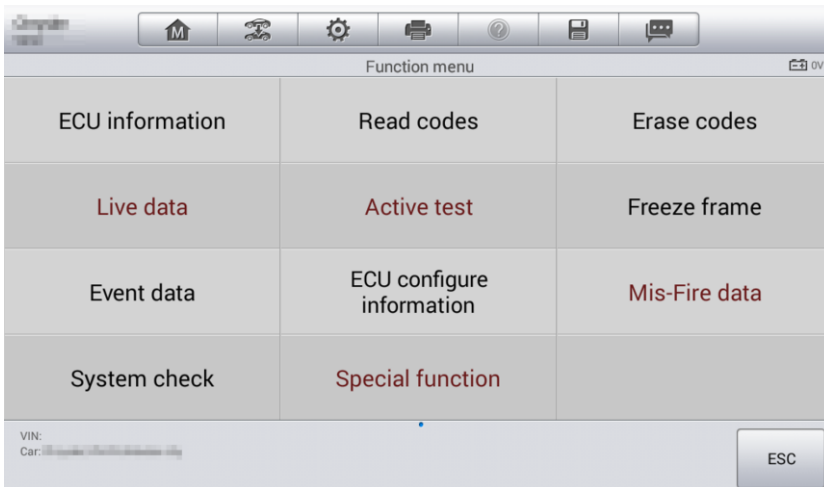 M
Function menu
0V
ECU information
Read codes
Erase codes
Live data
Active test
Freeze frame
Event data
ECU configure
information
Mis-Fire data
System check
Special function
VIN:
Car:
ESC